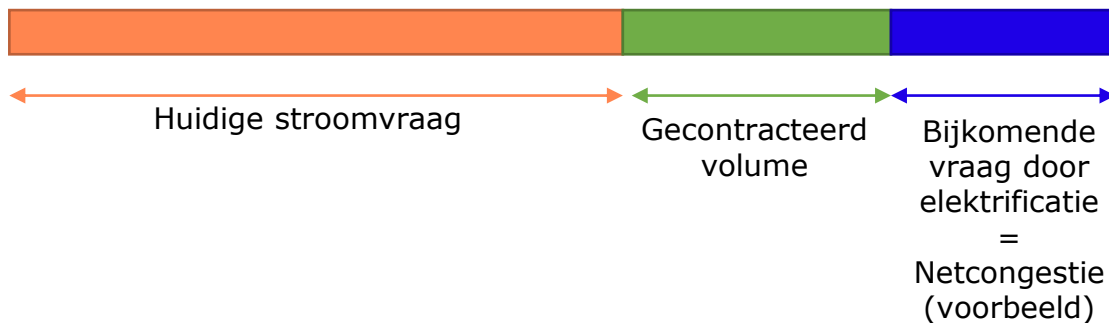 Huidige stroomvraag
Gecontracteerd
volume
Bijkomende
vraag door
elektrificatie
=
Netcongestie
(voorbeeld)